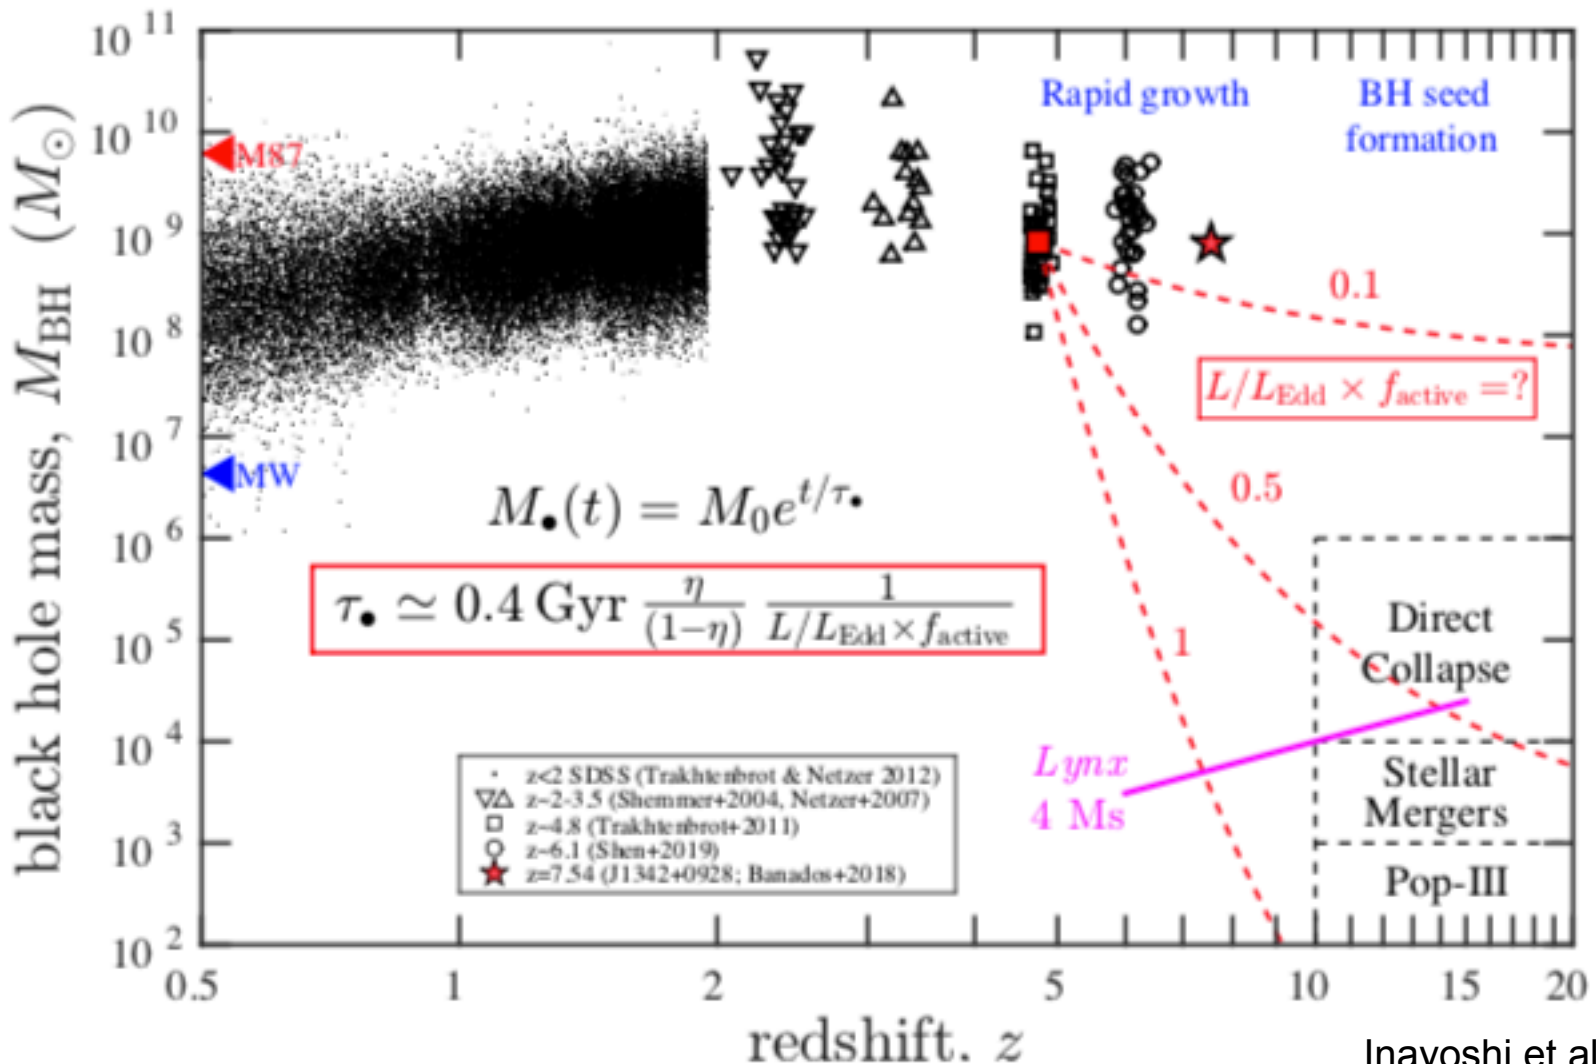 black hole mass, M_BH (M_⊙)
10^11
10^10
10^9
10^8
10^7
10^6
10^5
10^4
10^3
10^2
Rapid growth
BH seed
formation
M87
MW
0.1
L/L_Edd × f_active =?
0.5
1
M_•(t) = M_0 e^{t/τ_•}
τ_• ≃ 0.4 Gyr η/(1−η) 1/(L/L_Edd×f_active)
Direct
Collapse
Stellar
Mergers
Pop-III
Lynx
4 Ms
z<2 SDSS (Trakhtenbrot & Netzer 2012)
z~2-3.5 (Shemmer+2004, Netzer+2007)
z~4.8 (Trakhtenbrot+2011)
z~6.1 (Shen+2019)
z=7.54 (J1342+0928; Banados+2018)
0.5 1 2 5 10 15 20
redshift, z
Inayoshi et al